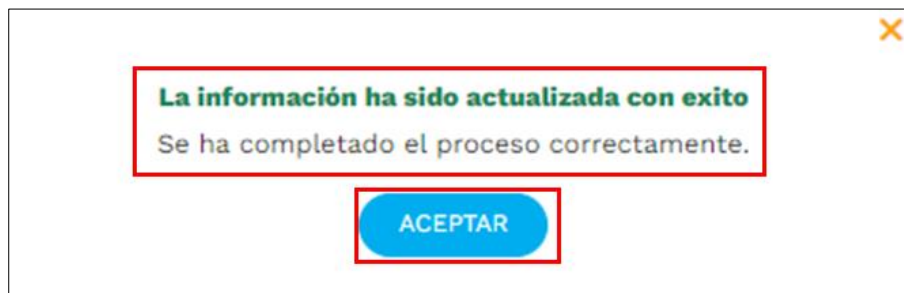 La información ha sido actualizada con exito
Se ha completado el proceso correctamente.
ACEPTAR